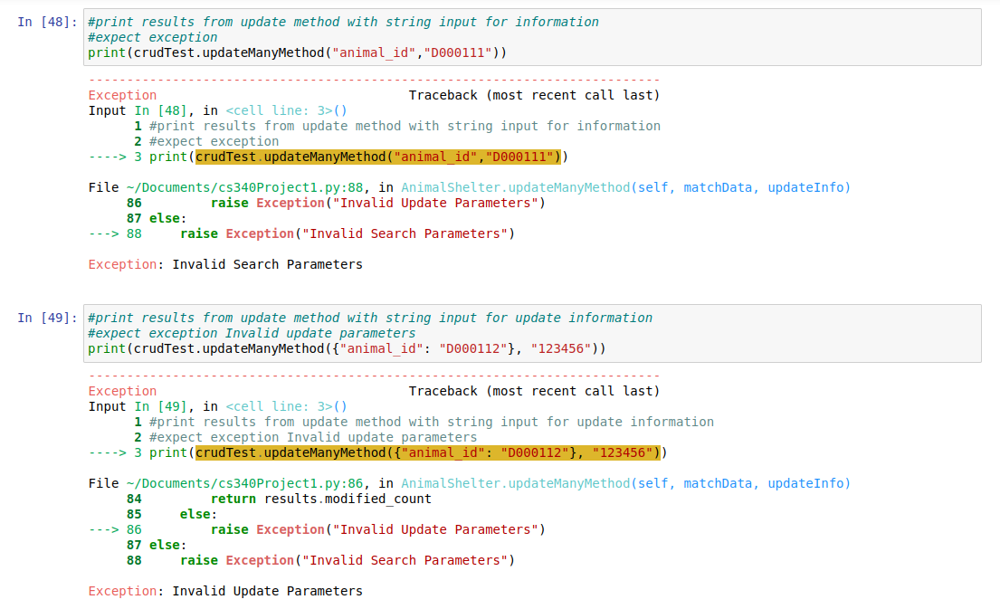 In [48]: #print results from update method with string input for information
#expect exception
print(crudTest.updateManyMethod("animal_id","D000111"))
---------------------------------------------------------------------------
Exception                                 Traceback (most recent call last)
Input In [48], in <cell line: 3>()
      1 #print results from update method with string input for information
      2 #expect exception
----> 3 print(crudTest.updateManyMethod("animal_id","D000111"))
File ~/Documents/cs340Project1.py:88, in AnimalShelter.updateManyMethod(self, matchData, updateInfo)
     86         raise Exception("Invalid Update Parameters")
     87 else:
---> 88     raise Exception("Invalid Search Parameters")
Exception: Invalid Search Parameters
In [49]: #print results from update method with string input for update information
#expect exception Invalid update parameters
print(crudTest.updateManyMethod({"animal_id": "D000112"}, "123456"))
---------------------------------------------------------------------------
Exception                                 Traceback (most recent call last)
Input In [49], in <cell line: 3>()
      1 #print results from update method with string input for update information
      2 #expect exception Invalid update parameters
----> 3 print(crudTest.updateManyMethod({"animal_id": "D000112"}, "123456"))
File ~/Documents/cs340Project1.py:86, in AnimalShelter.updateManyMethod(self, matchData, updateInfo)
     84         return results.modified_count
     85     else:
---> 86         raise Exception("Invalid Update Parameters")
     87 else:
     88     raise Exception("Invalid Search Parameters")
Exception: Invalid Update Parameters